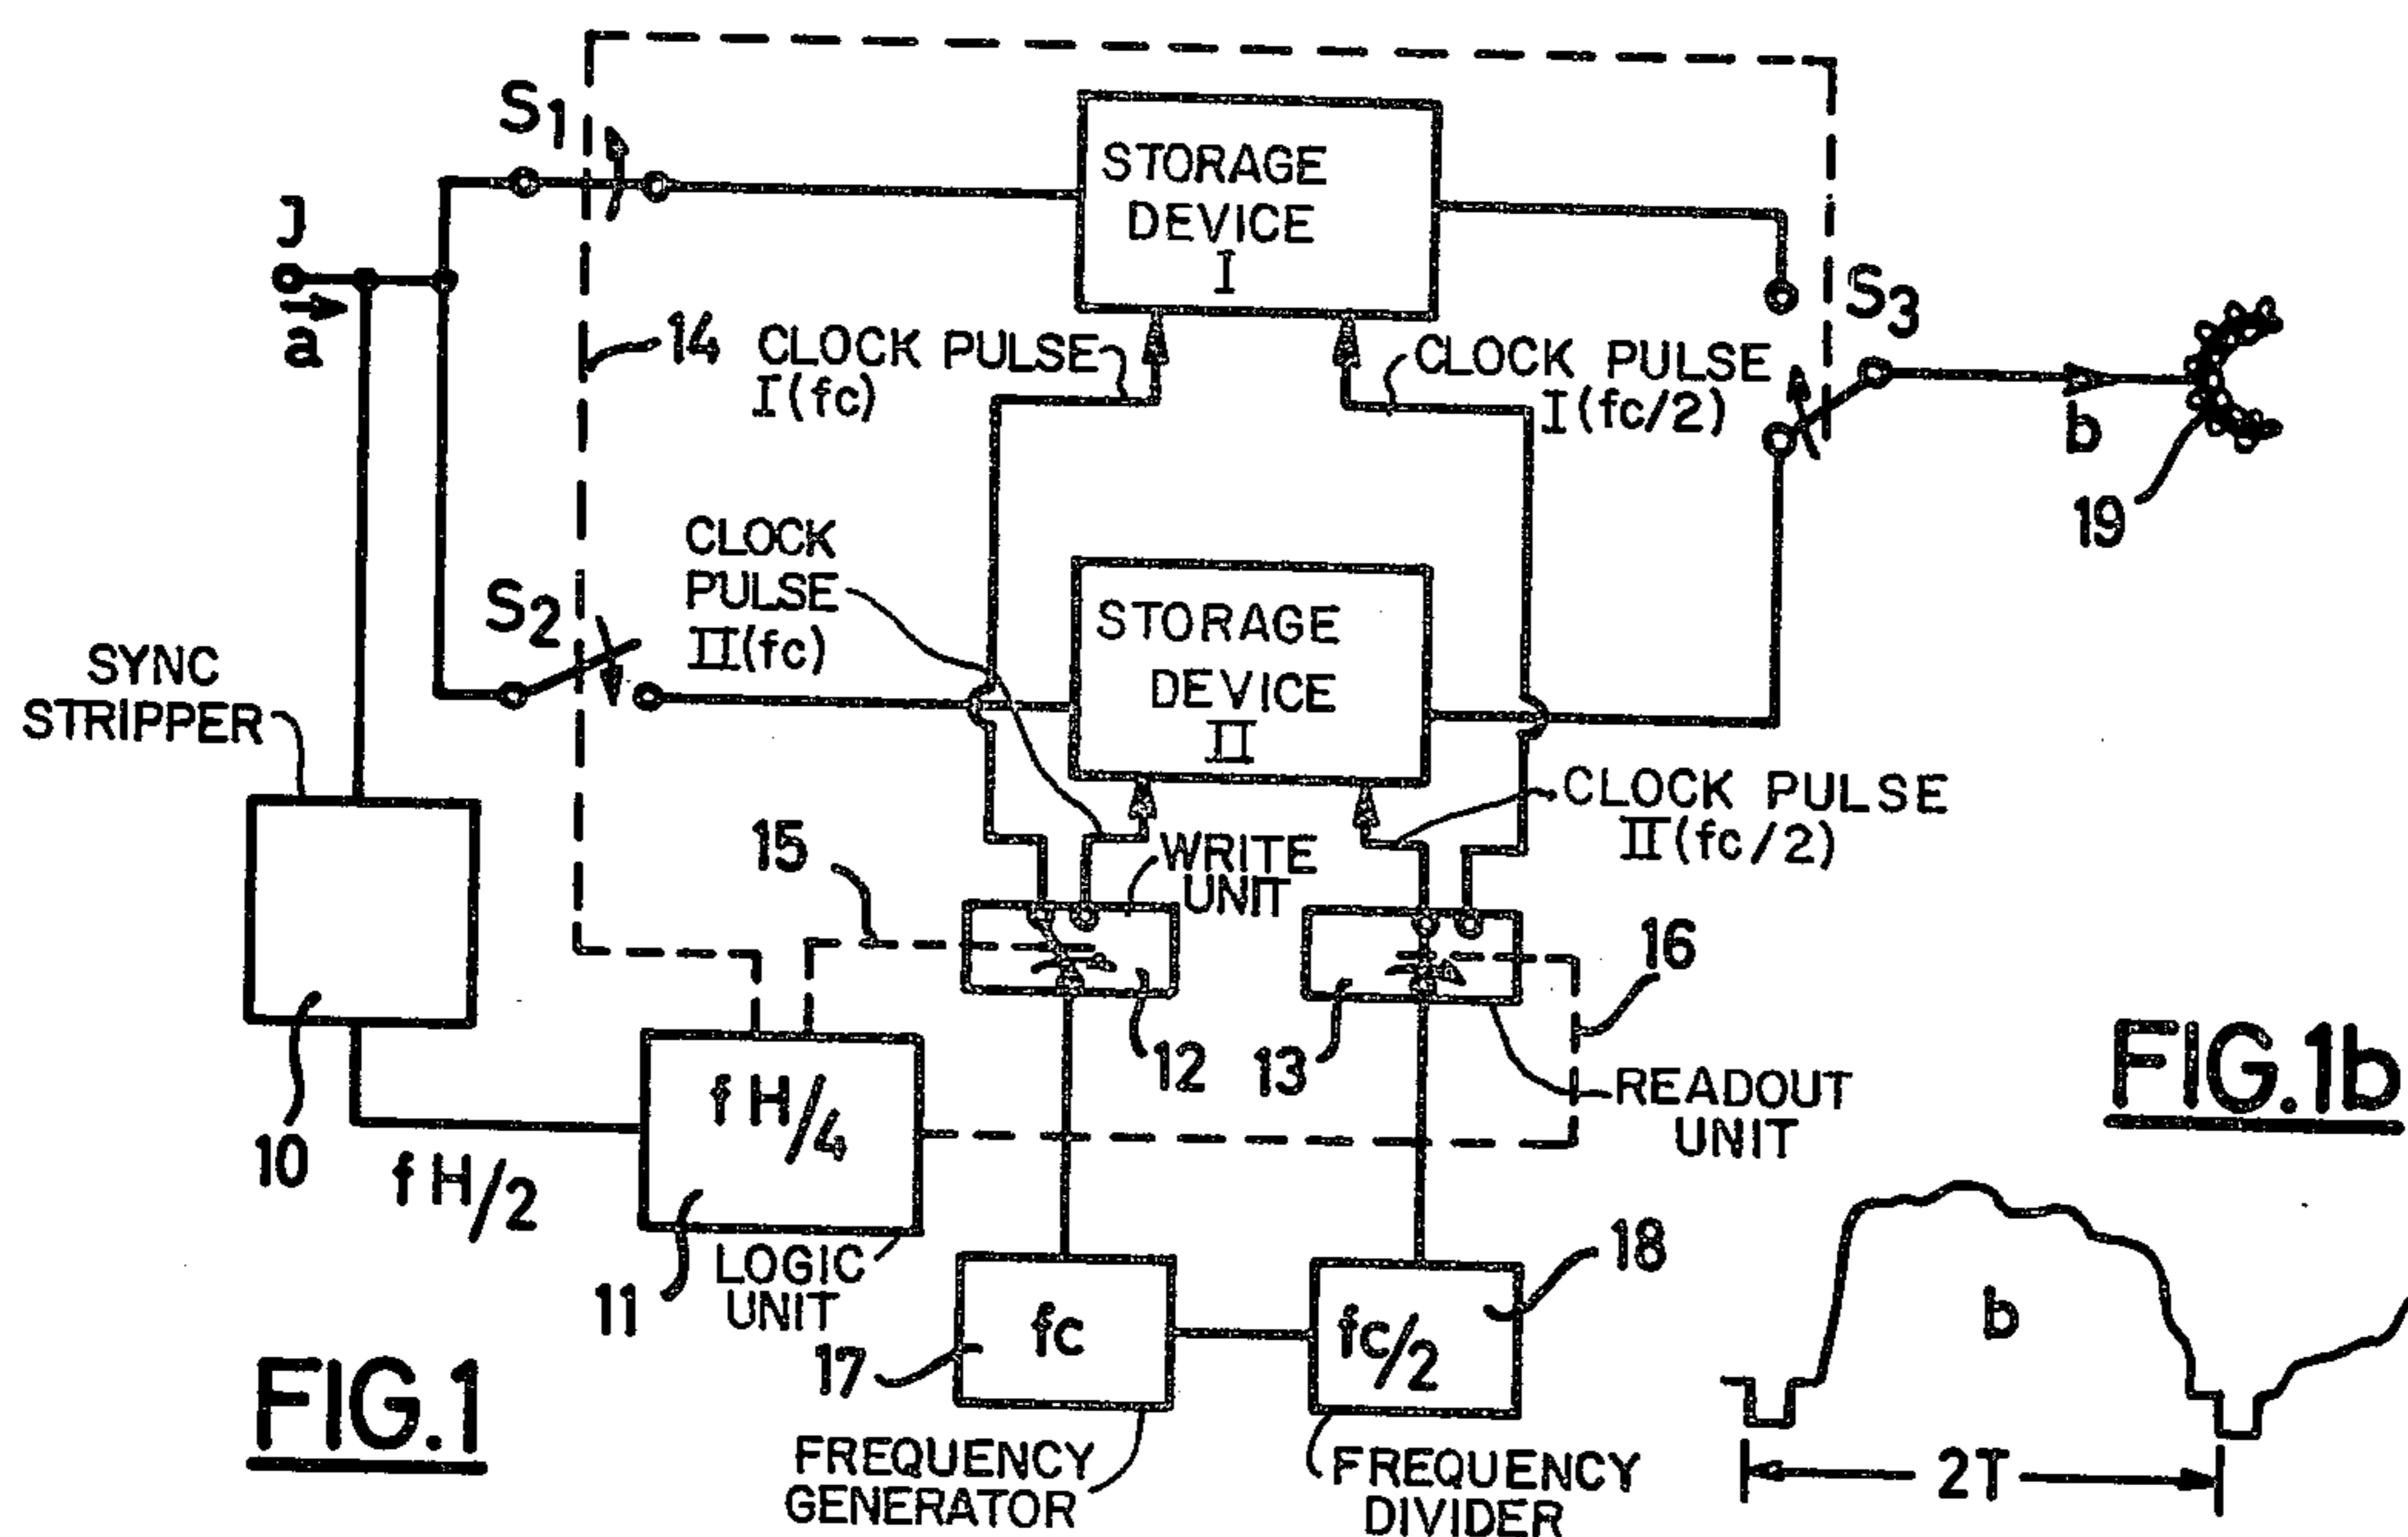 S1
J
a
STORAGE
DEVICE
I
S3
14
CLOCK PULSE
I(fc)
CLOCK PULSE
I(fc/2)
b
19
CLOCK
PULSE
II(fc)
S2
STORAGE
DEVICE
II
SYNC
STRIPPER
CLOCK PULSE
II(fc/2)
15
WRITE
UNIT
16
12
13
10
fH/4
READOUT
UNIT
FIG.1b
fH/2
11
LOGIC
UNIT
18
17
fc
fc/2
b
FIG.1
FREQUENCY
GENERATOR
FREQUENCY
DIVIDER
2T